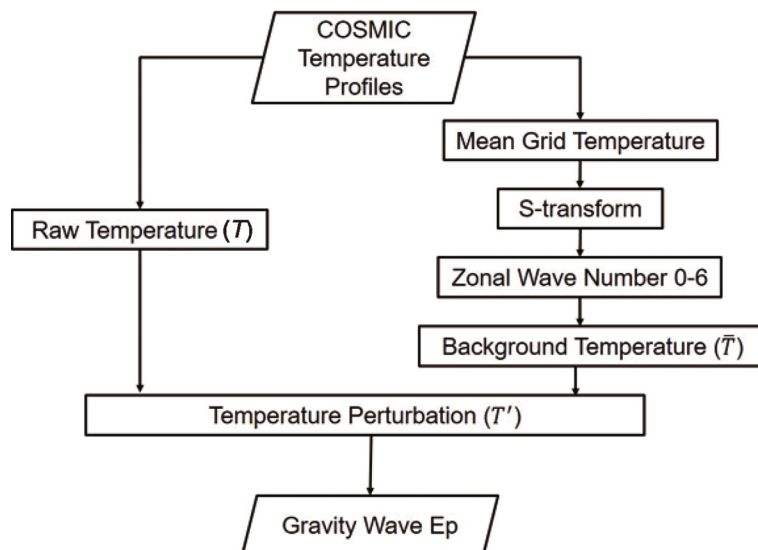 COSMIC
Temperature
Profiles
Mean Grid Temperature
S-transform
Raw Temperature (T)
Zonal Wave Number 0-6
Background Temperature (T̄)
Temperature Perturbation (T′)
Gravity Wave Ep